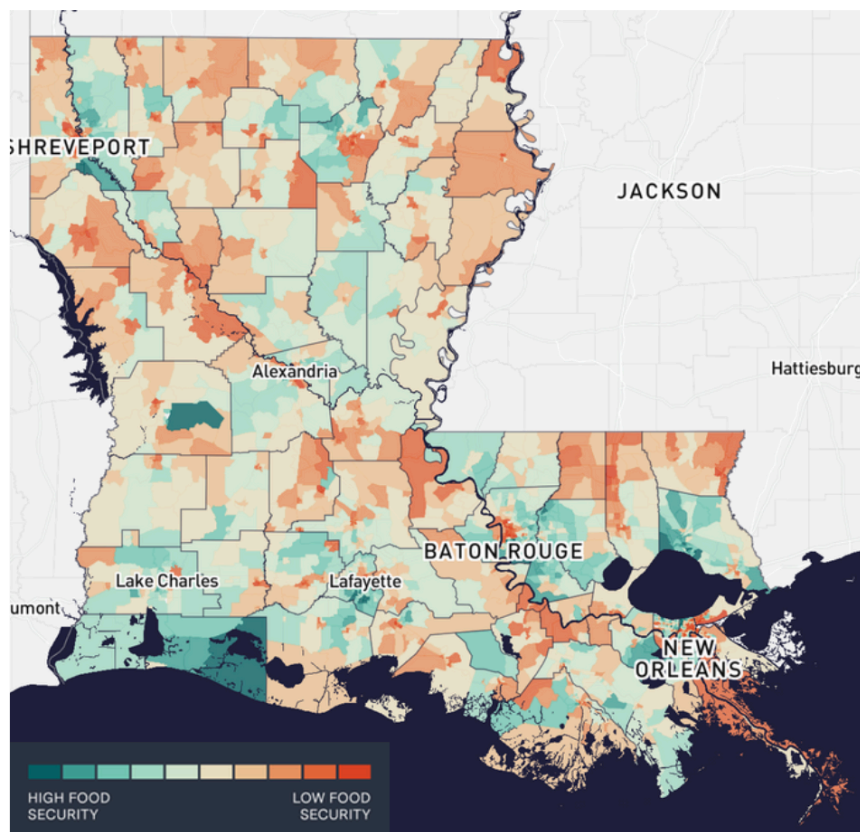 SHREVEPORT
JACKSON
Alexandria
Hattiesburg
BATON ROUGE
Lake Charles
Lafayette
umont
NEW
ORLEANS
HIGH FOOD
SECURITY
LOW FOOD
SECURITY